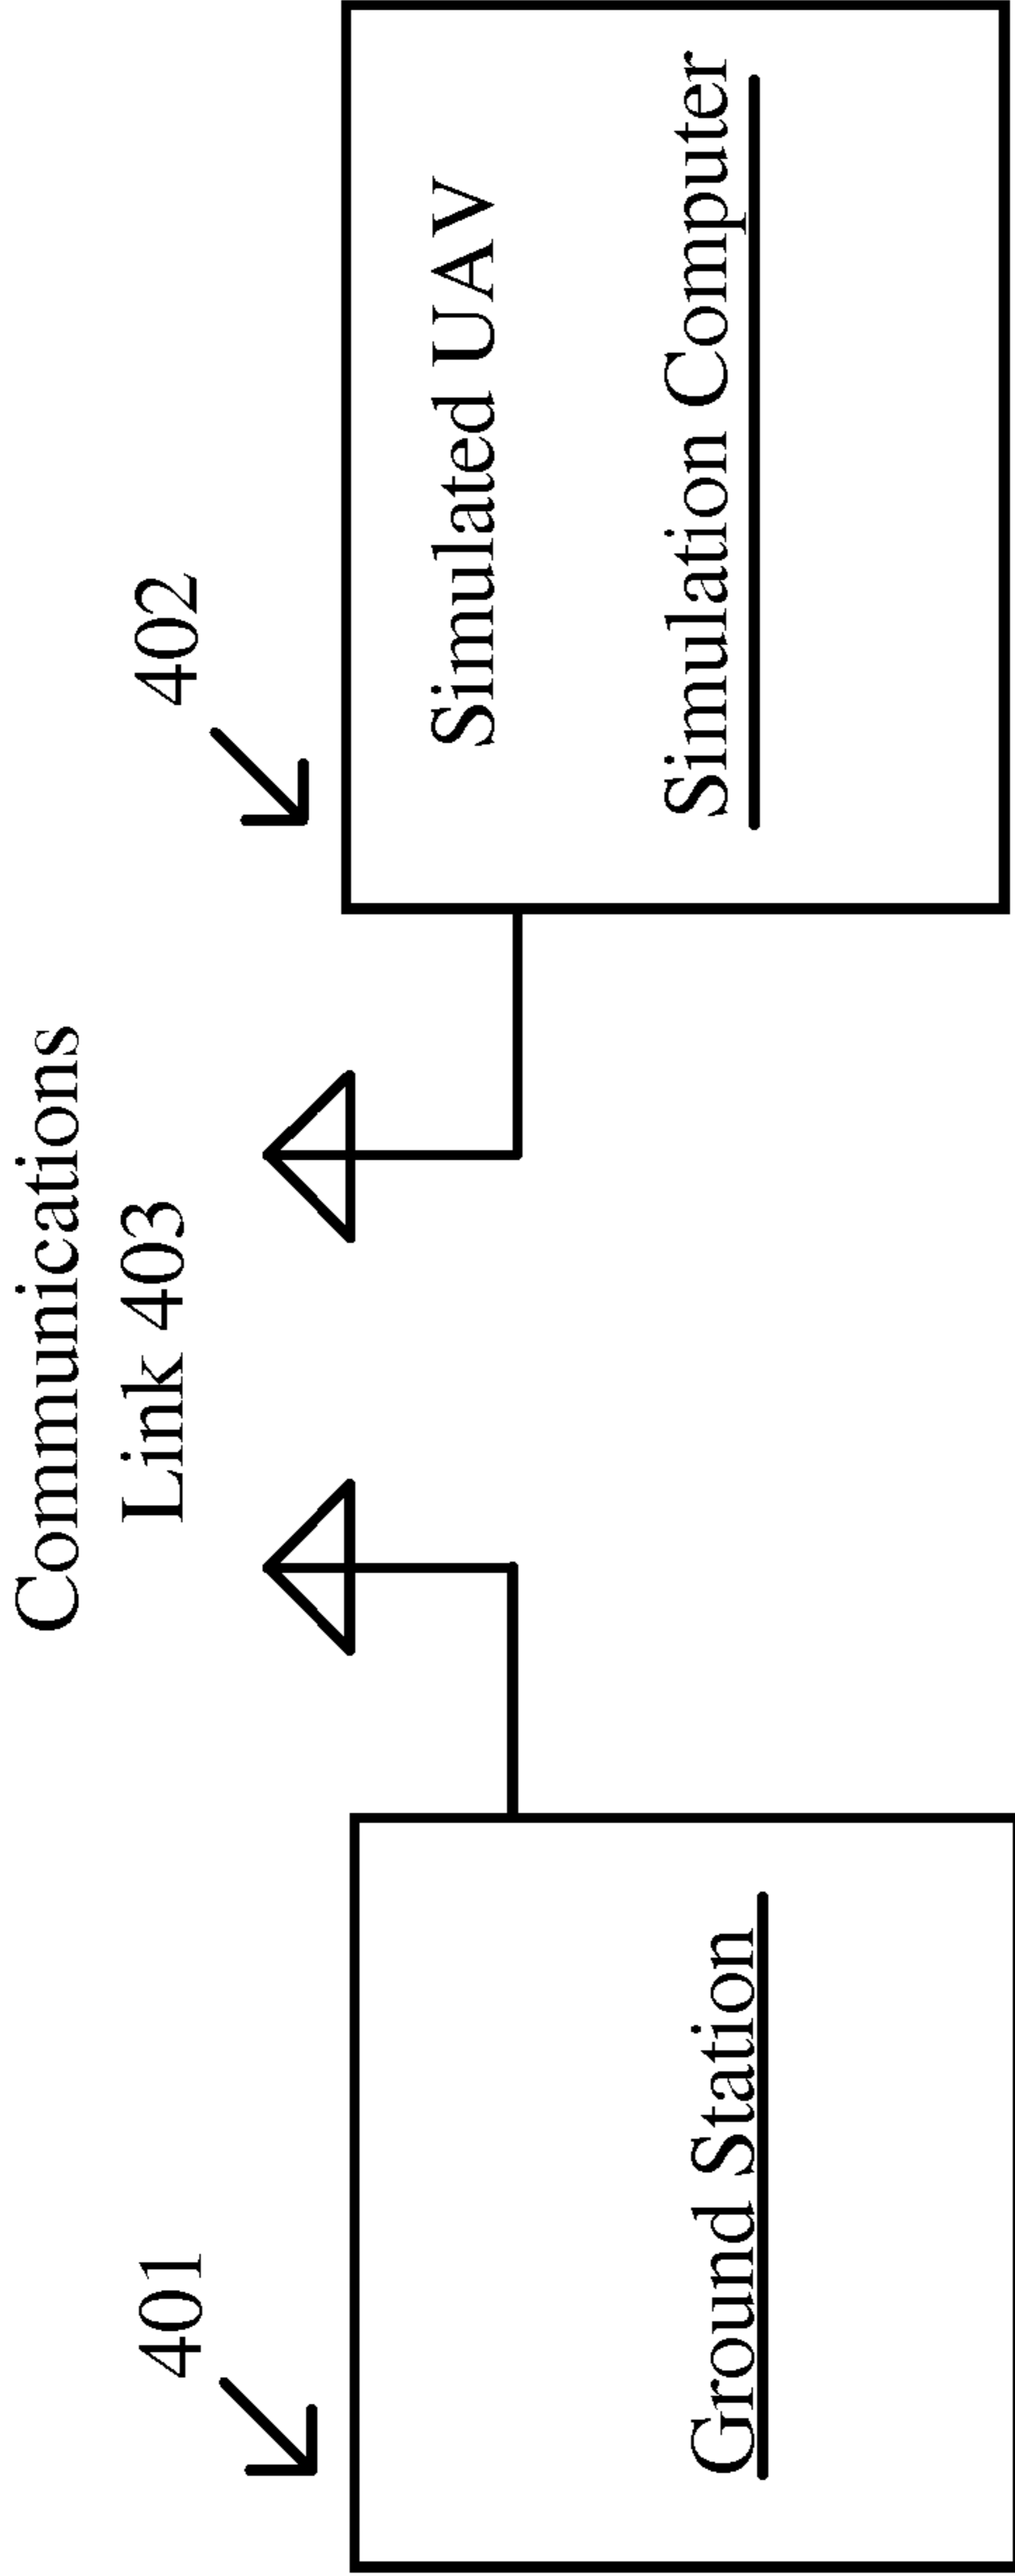 Communications
Link 403
401
402
Ground Station
Simulated UAV
Simulation Computer